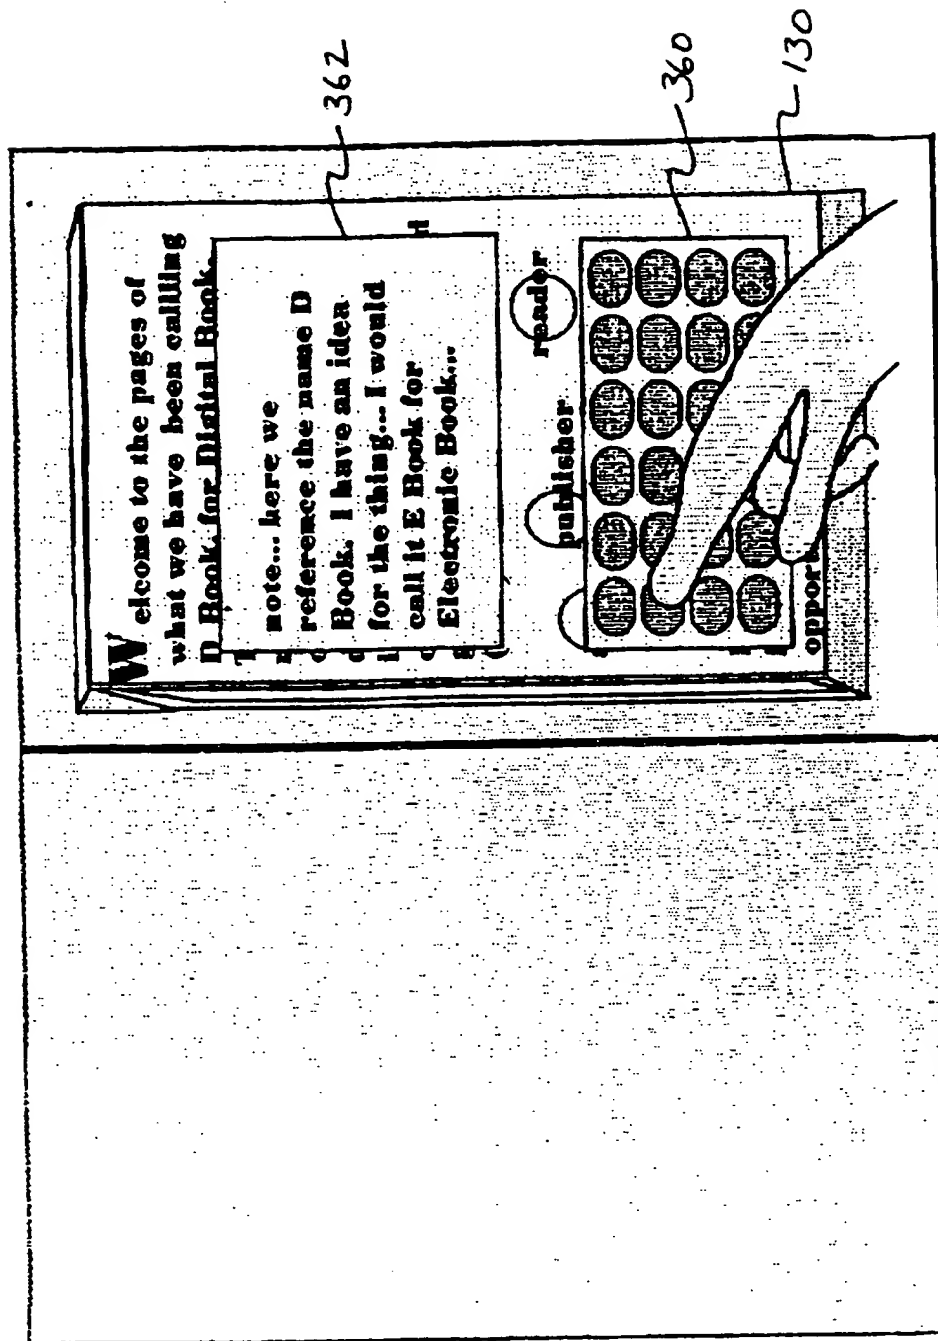 Welcome to the pages of
what we have been callling
D Book. for Digital Book.
note... here we
reference the name D
Book. I have an idea
for the thing... I would
call it E Book for
Electronic Book...
publisher
reader
oppor
362
360
130